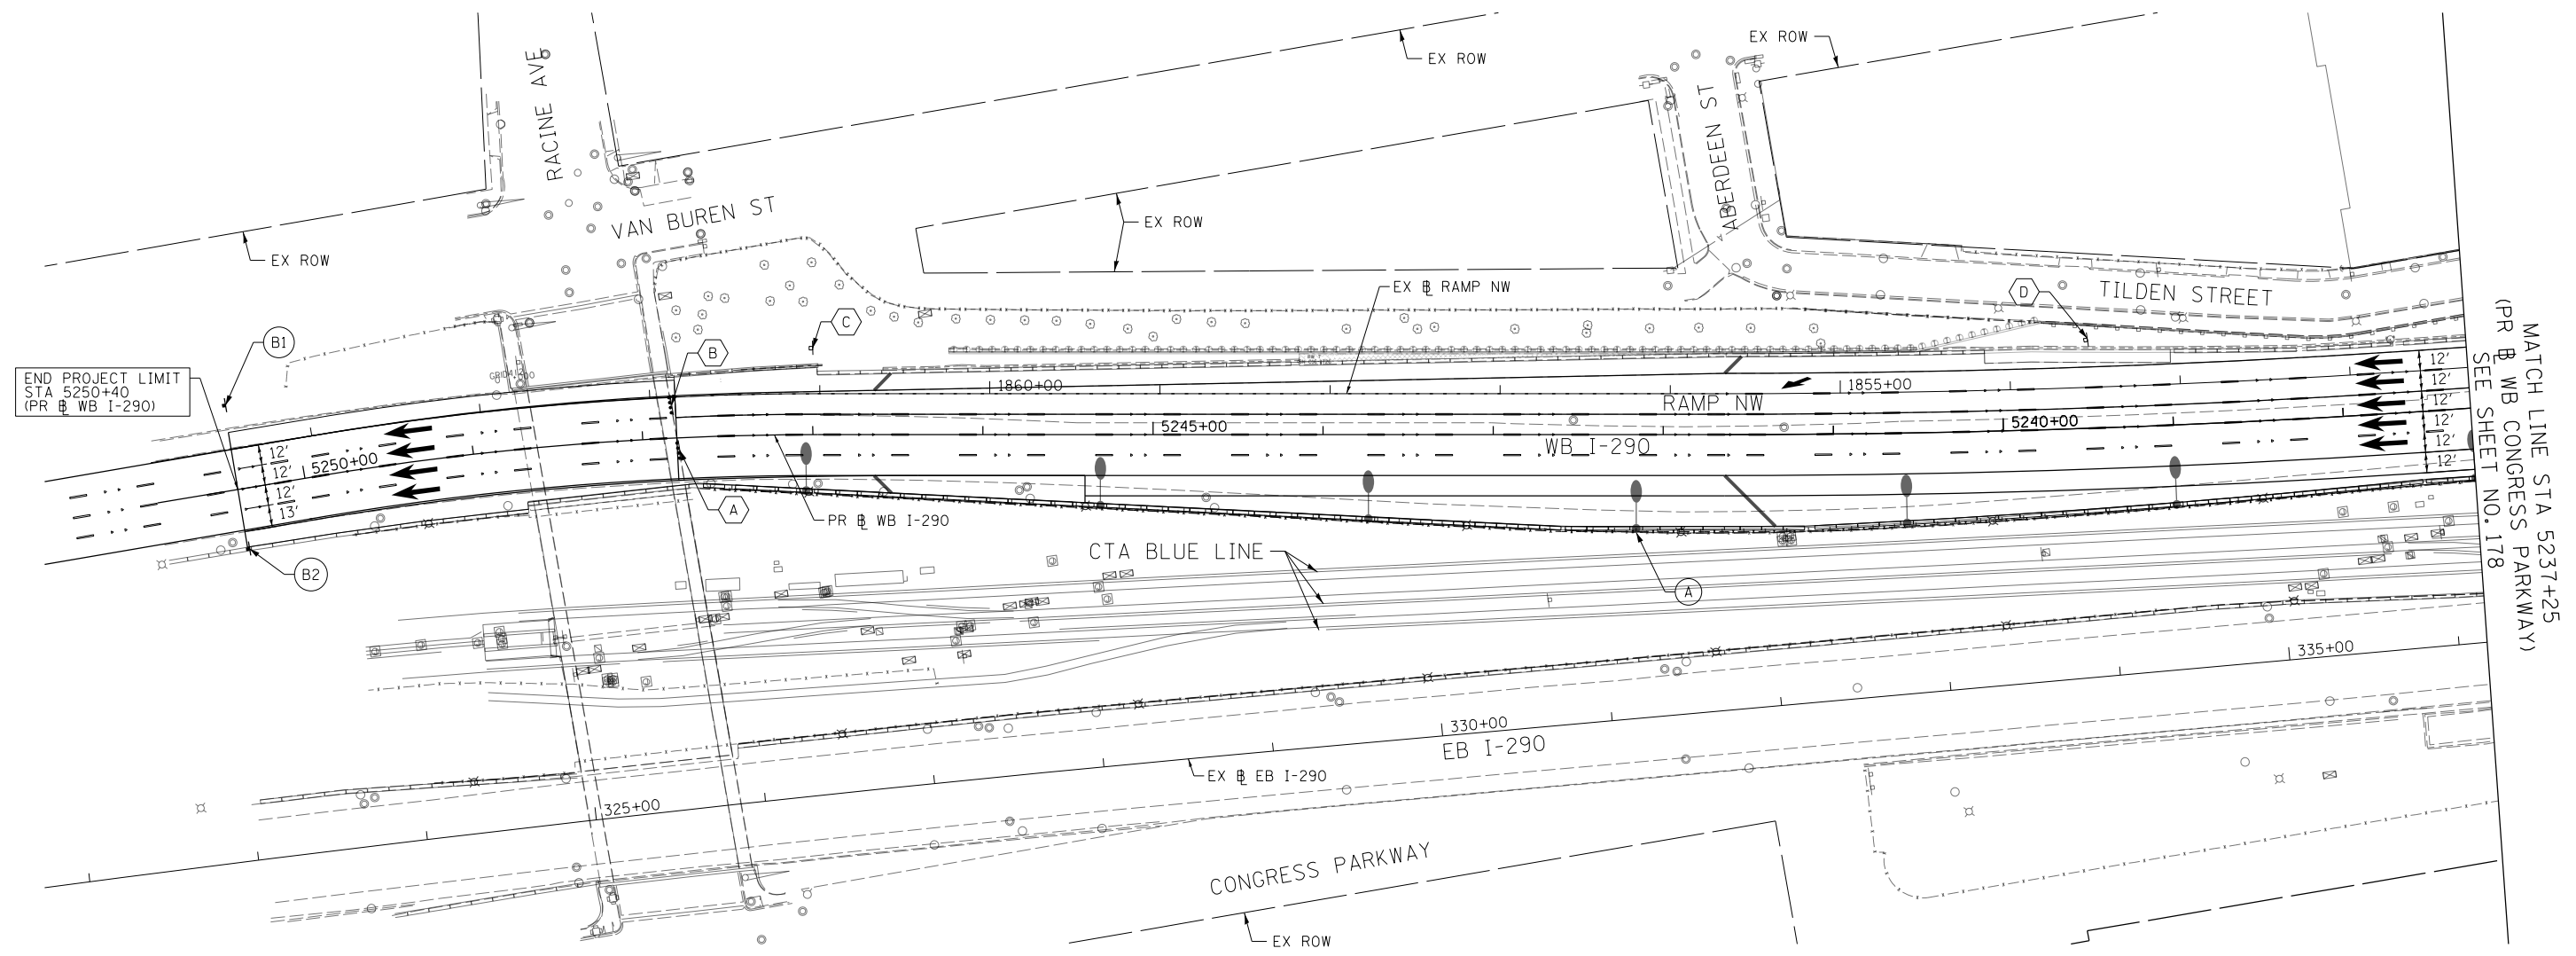 RACINE AVE
EX ROW
EX ROW
ABERDEEN ST
VAN BUREN ST
EX ROW
EX ROW
EX ROW
EX ␢ RAMP NW
D
TILDEN STREET
C
B
B1
END PROJECT LIMIT
STA 5250+40
(PR ␢ WB I-290)
1860+00
1855+00
RAMP NW
5245+00
5240+00
WB I-290
12'
12'
12'
12'
12'
12'
MATCH LINE STA 5237+25
(PR ␢ WB CONGRESS PARKWAY)
SEE SHEET NO. 178
5250+00
12'
12'
12'
13'
A
PR ␢ WB I-290
B2
CTA BLUE LINE
A
335+00
330+00
EB I-290
EX ␢ EB I-290
325+00
CONGRESS PARKWAY
EX ROW